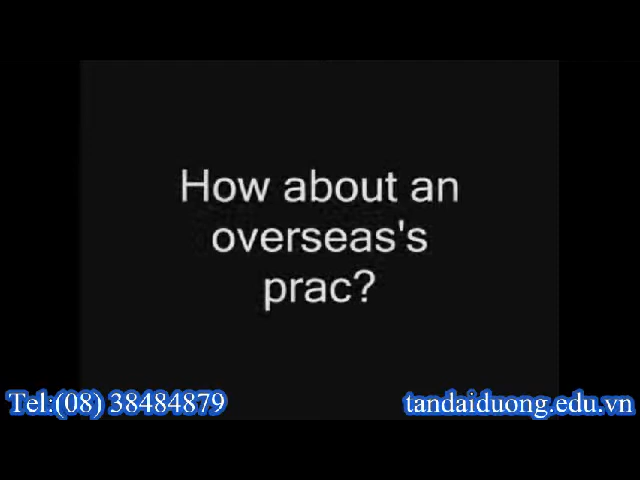 How about an
overseas's
prac?
Tel:(08) 38484879
tandaiduong.edu.vn